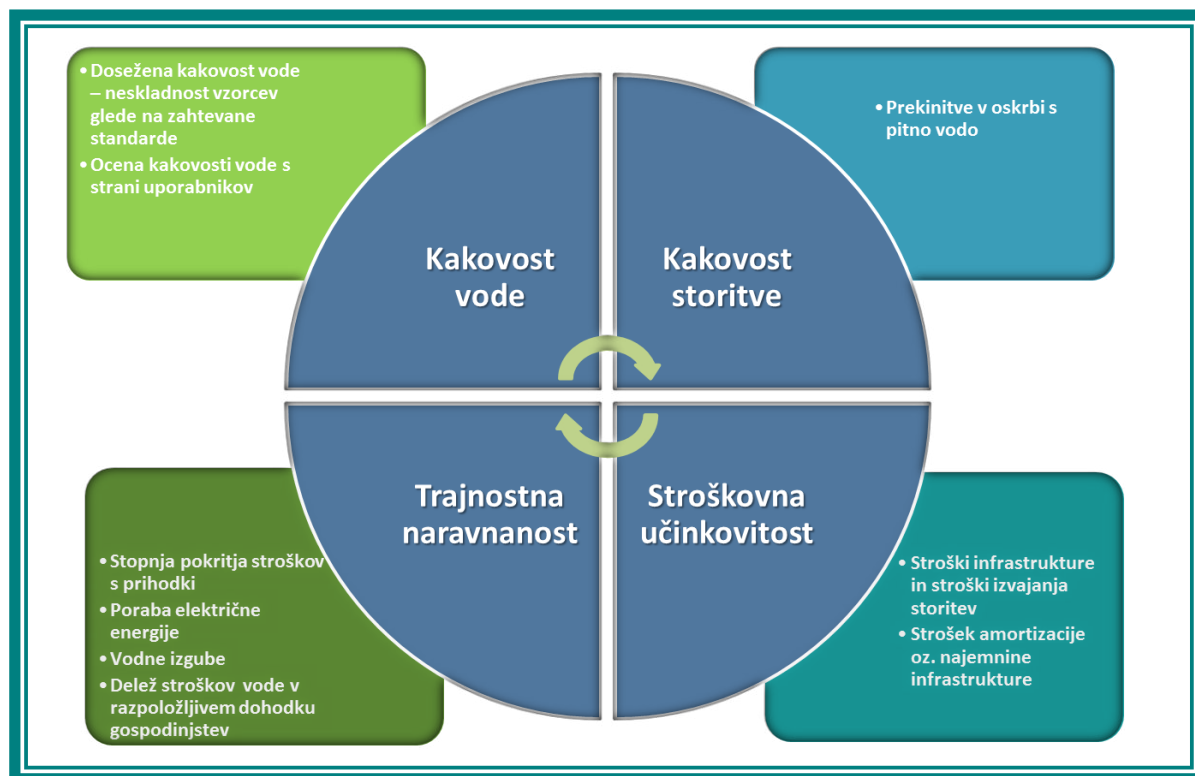 •Dosežena kakovost vode
– neskladnost vzorcev
glede na zahtevane
standarde
•Ocena kakovosti vode s
strani uporabnikov
•Prekinitve v oskrbi s
pitno vodo
Kakovost
vode
Kakovost
storitve
Trajnostna
naravnanost
Stroškovna
učinkovitost
•Stopnja pokritja stroškov
s prihodki
•Poraba električne
energije
•Vodne izgube
•Delež stroškov vode v
razpoložljivem dohodku
gospodinjstev
•Stroški infrastrukture
in stroški izvajanja
storitev
•Strošek amortizacije
oz. najemnine
infrastrukture